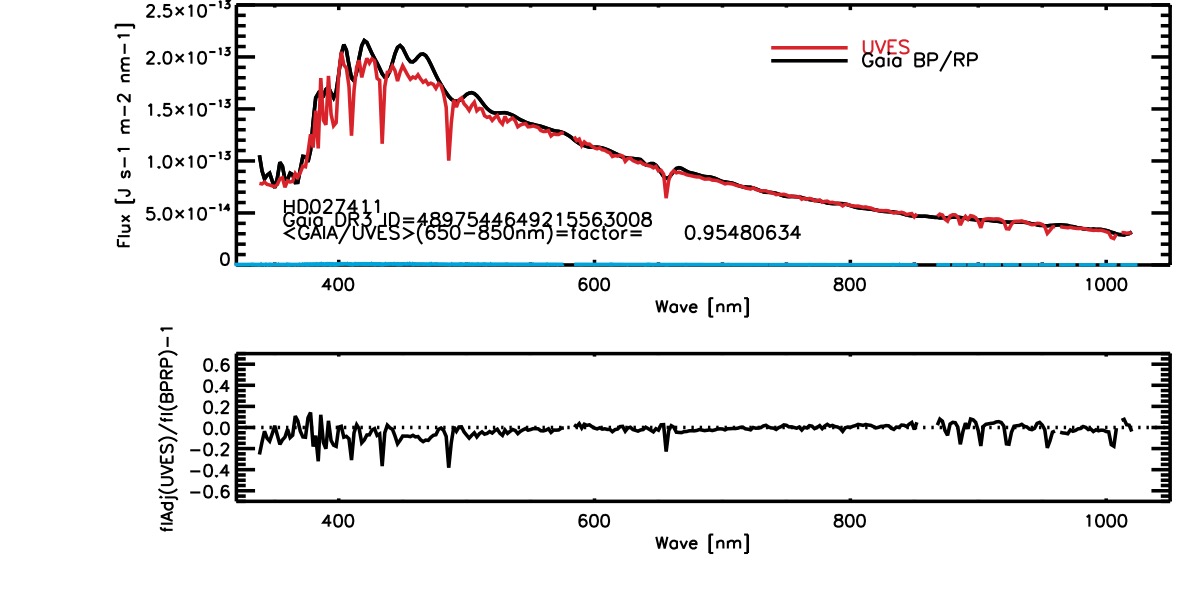 2.5×10−13
2.0×10−13
1.5×10−13
1.0×10−13
5.0×10−14
0
Flux [J s−1 m−2 nm−1]
UVES
Gaia BP/RP
HD027411
Gaia DR3 ID=4897544649215563008
<GAIA/UVES>(650−850nm)=factor= 0.95480634
400 600 800 1000
Wave [nm]
0.6
0.4
0.2
0.0
−0.2
−0.4
−0.6
flAdj(UVES)/fl(BPRP)−1
400 600 800 1000
Wave [nm]